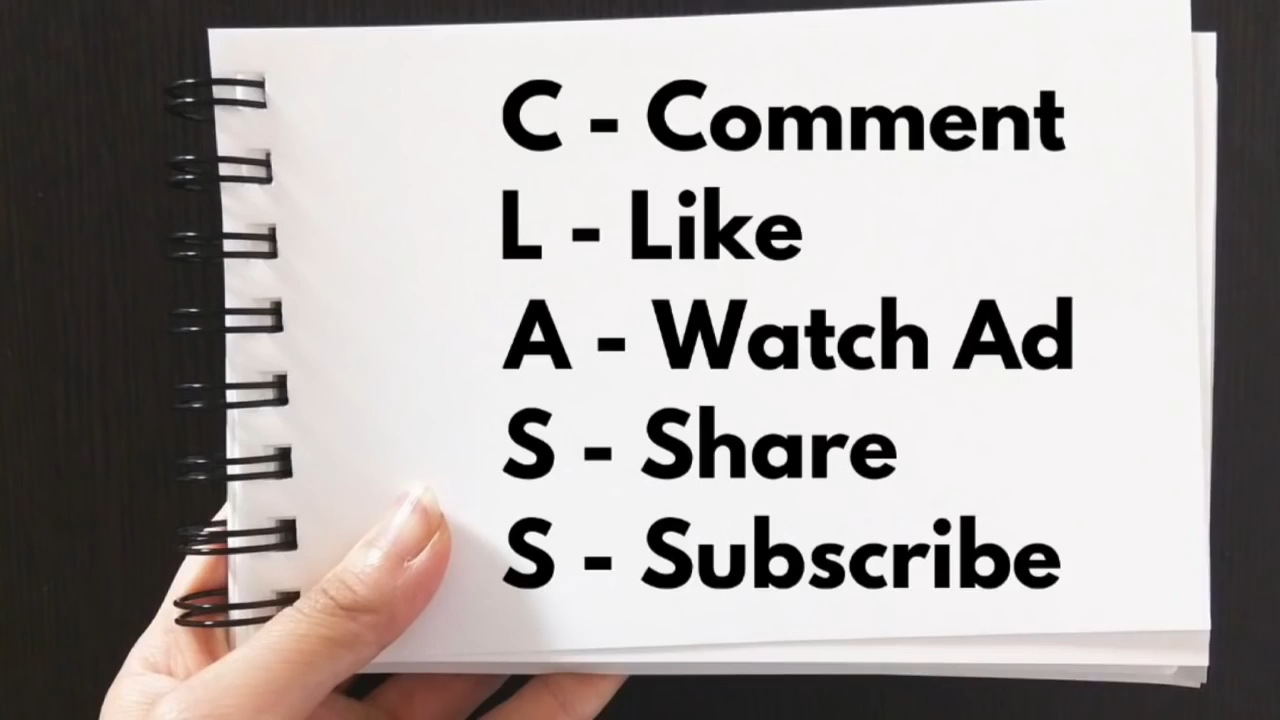 C - Comment
L - Like
A - Watch Ad
S - Share
S - Subscribe